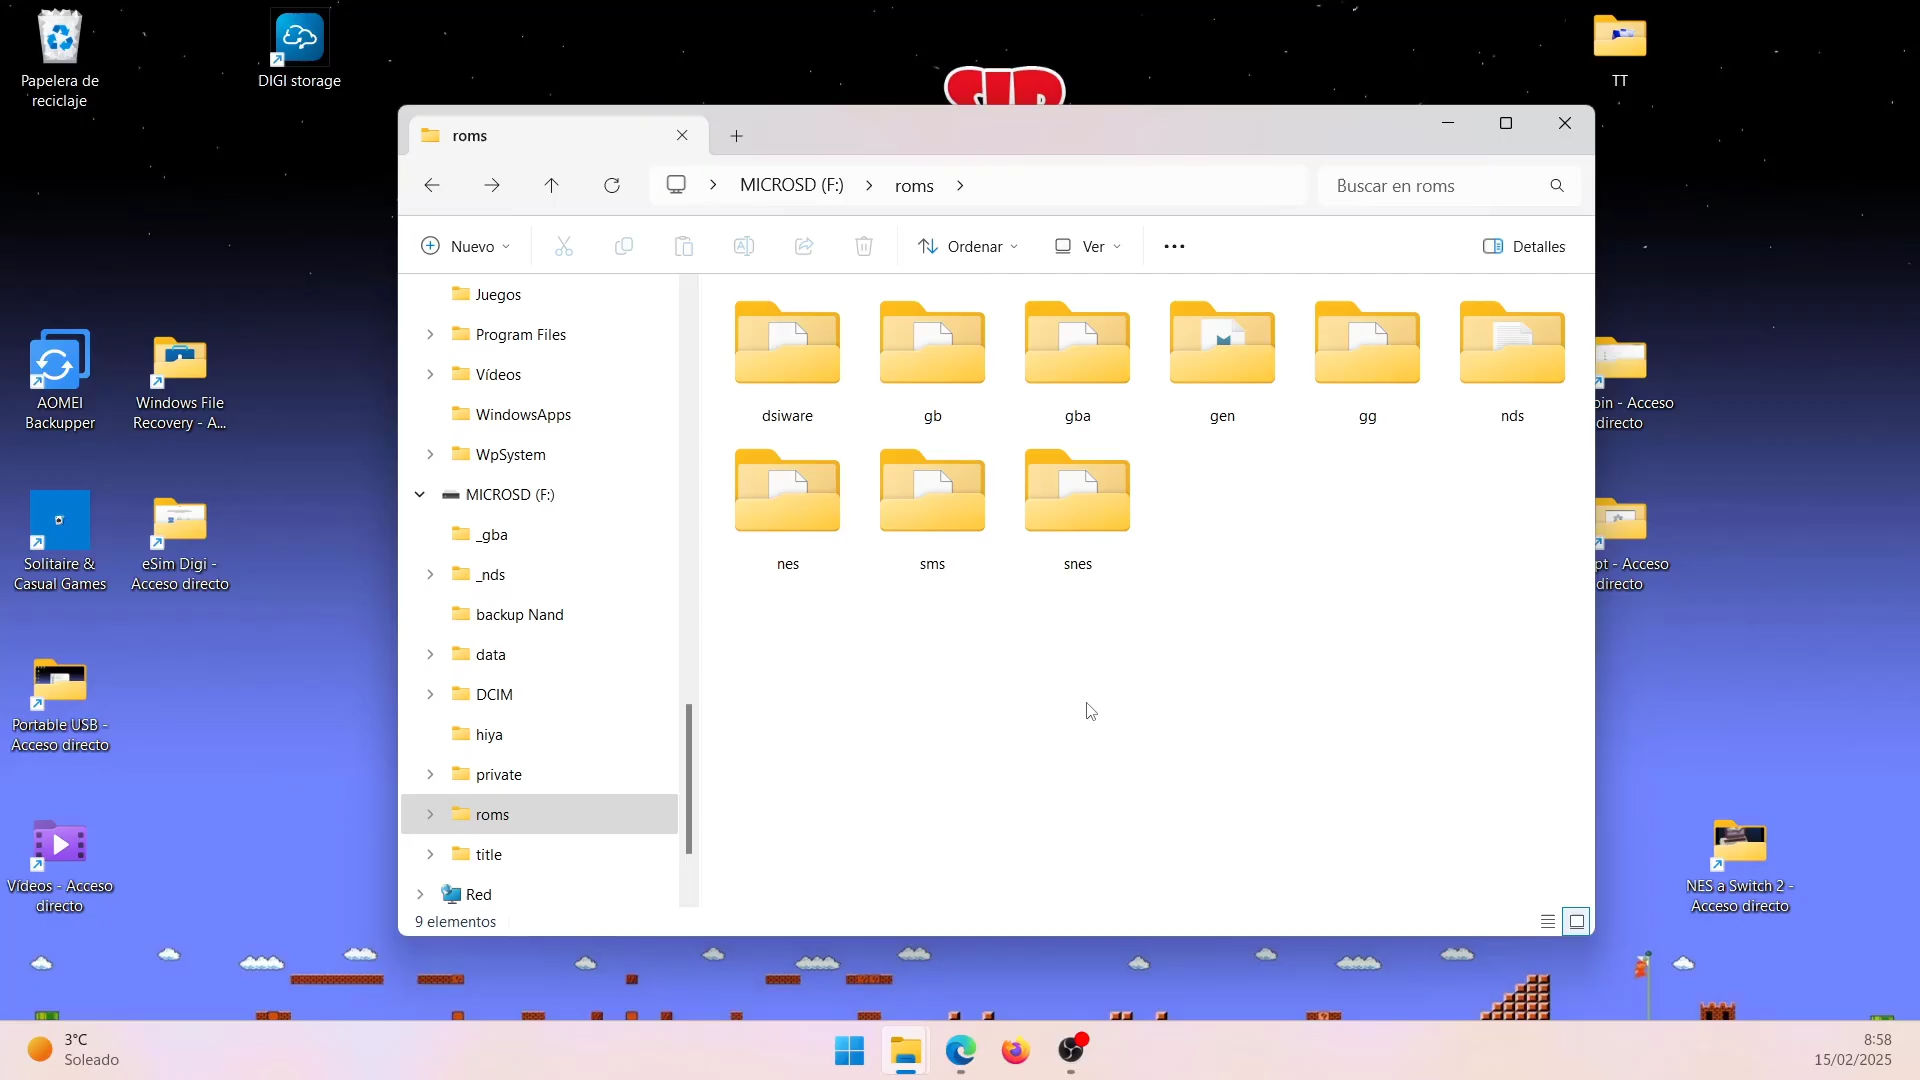 Papelera de
reciclaje
DIGI storage
TT
roms
MICROSD (F:)
roms
Buscar en roms
Nuevo
Ordenar
Ver
Detalles
Juegos
Program Files
Vídeos
WindowsApps
WpSystem
MICROSD (F:)
_gba
_nds
backup Nand
data
DCIM
hiya
private
roms
title
Red
9 elementos
dsiware
gb
gba
gen
gg
nds
nes
sms
snes
AOMEI
Backupper
Windows File
Recovery - A...
Solitaire &
Casual Games
eSim Digi -
Acceso directo
Portable USB -
Acceso directo
Vídeos - Acceso
directo
- Acceso
directo
- Acceso
directo
NES a Switch 2 -
Acceso directo
3°C
Soleado
8:58
15/02/2025